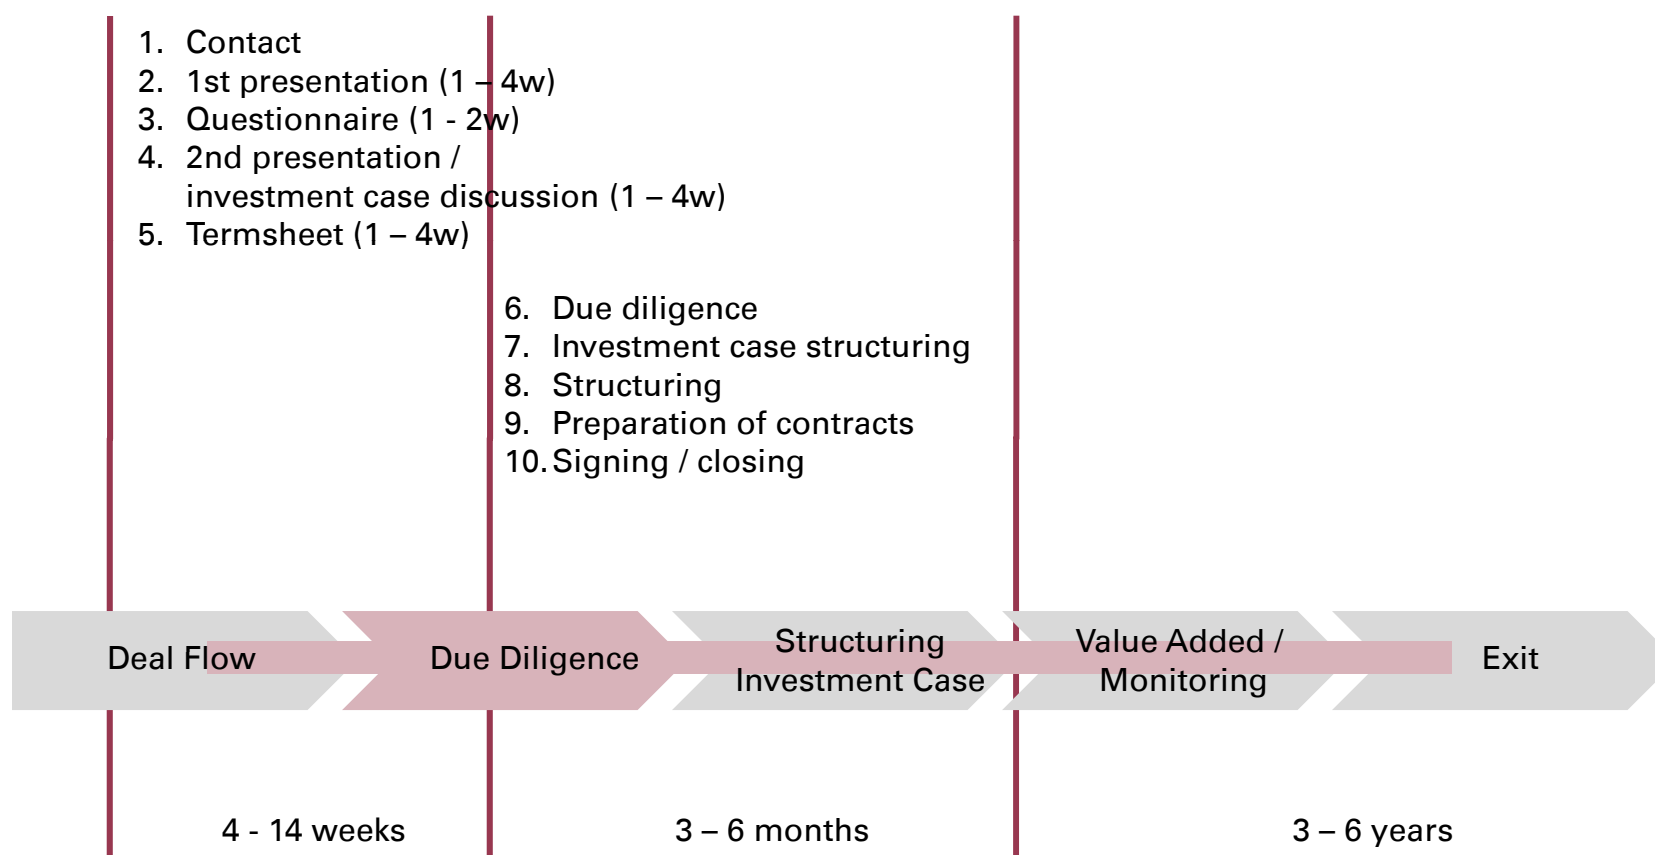 1. Contact
2. 1st presentation (1 – 4w)
3. Questionnaire (1 - 2w)
4. 2nd presentation /
investment case discussion (1 – 4w)
5. Termsheet (1 – 4w)
6. Due diligence
7. Investment case structuring
8. Structuring
9. Preparation of contracts
10. Signing / closing
Deal Flow
Due Diligence
Structuring
Investment Case
Value Added /
Monitoring
Exit
4 - 14 weeks
3 – 6 months
3 – 6 years